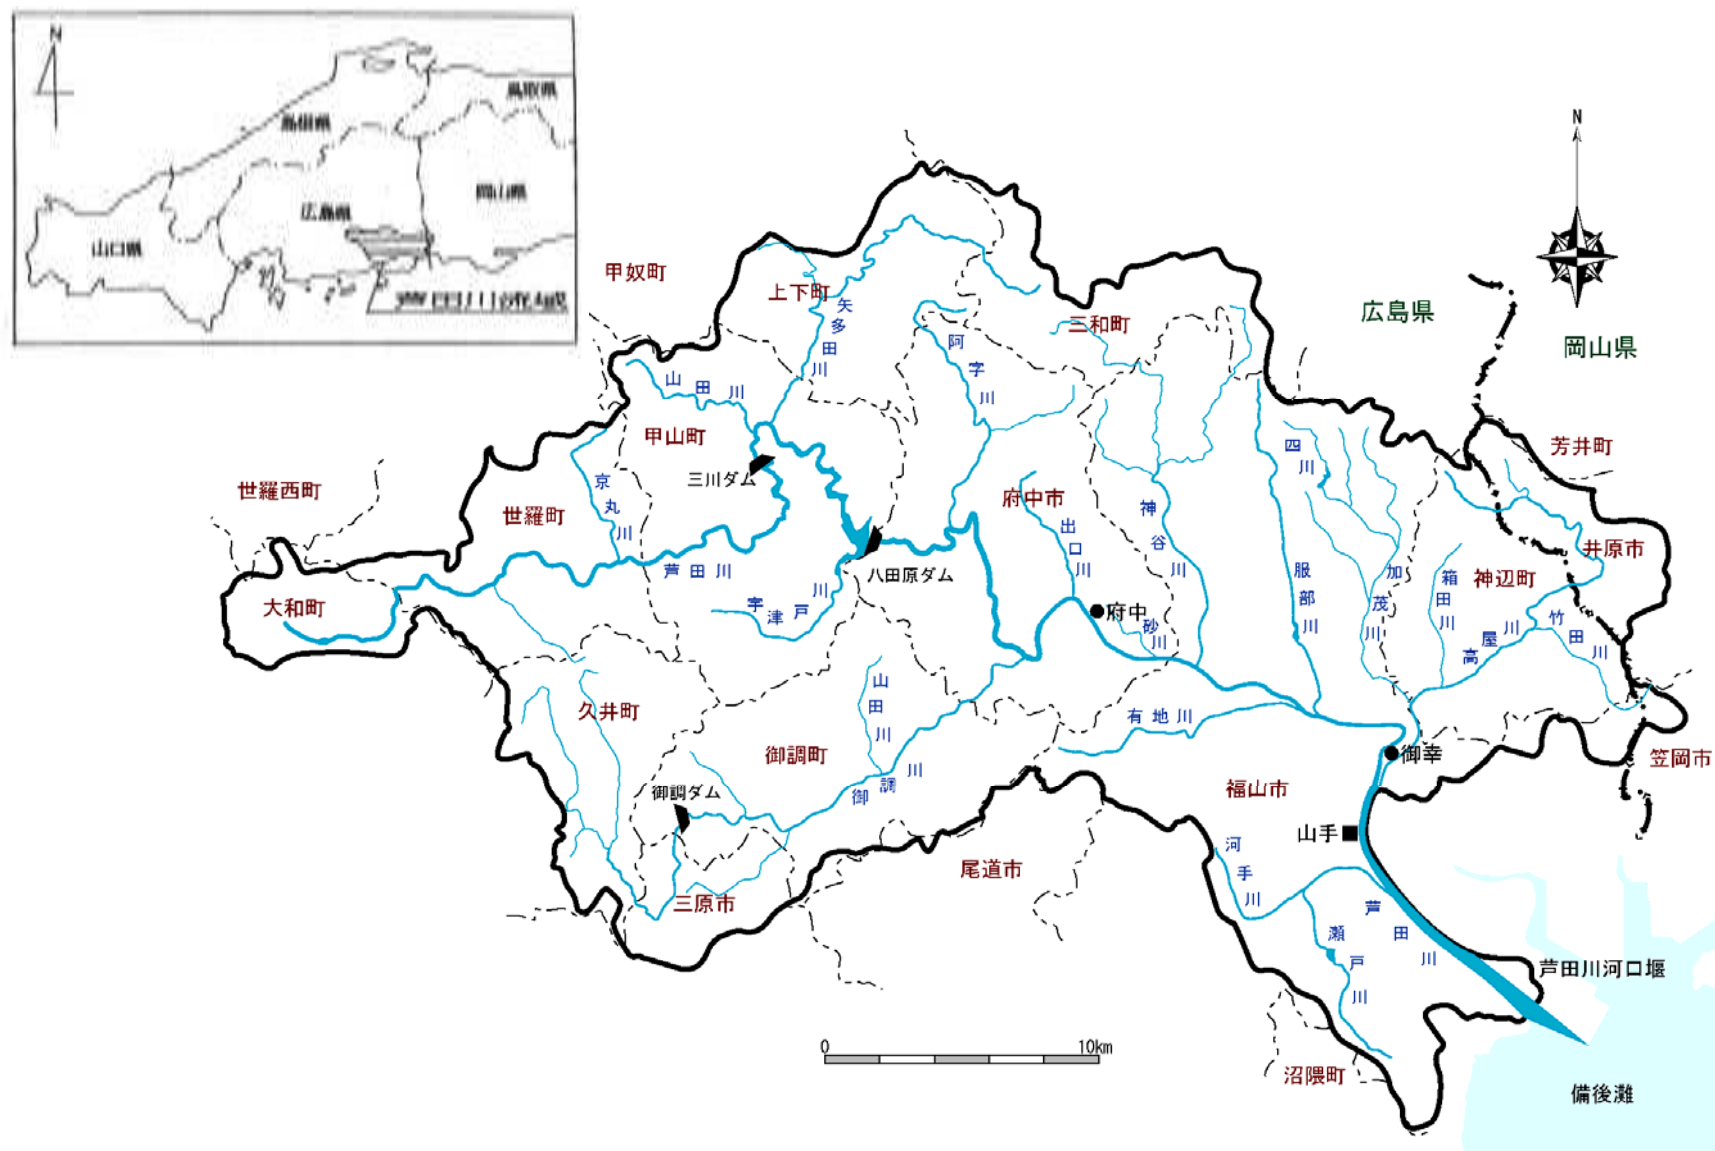 N
鳥取県
島根県
岡山県
広島県
山口県
芦田川流域
N
甲奴町
上下町
矢多田川
三和町
広島県
岡山県
阿字川
山田川
甲山町
芳井町
四川
三川ダム
世羅西町
京丸川
世羅町
府中市
神谷川
出口川
井原市
芦田川
八田原ダム
服部川
加茂川
箱田川
神辺町
大和町
宇津戸川
府中
砂川
高屋川
竹田川
山田川
久井町
有地川
御調町
御幸
笠岡市
御調川
御調ダム
福山市
山手
河手川
尾道市
三原市
芦田川
瀬戸川
芦田川河口堰
0
10km
沼隈町
備後灘